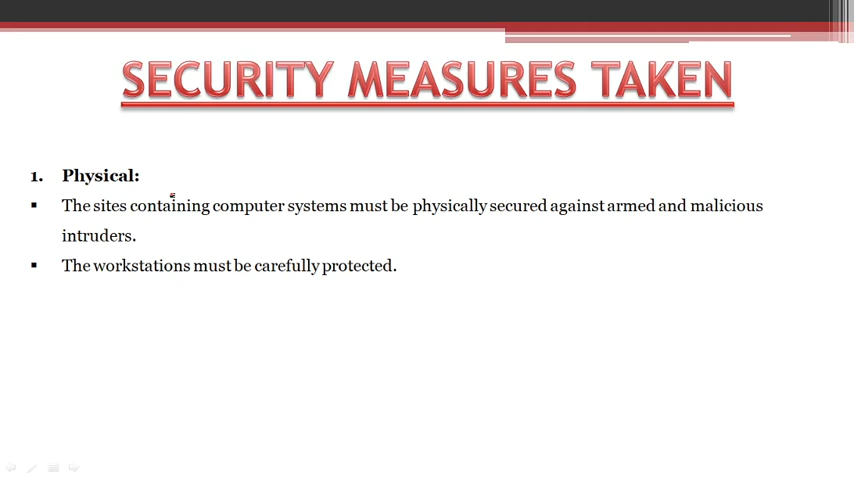 SECURITY MEASURES TAKEN
1. Physical:
▪ The sites containing computer systems must be physically secured against armed and malicious
intruders.
▪ The workstations must be carefully protected.